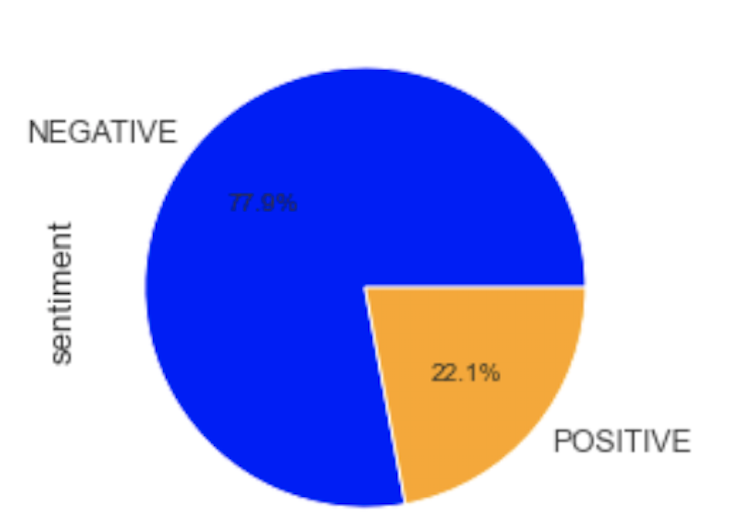 NEGATIVE
77.9%
sentiment
22.1%
POSITIVE